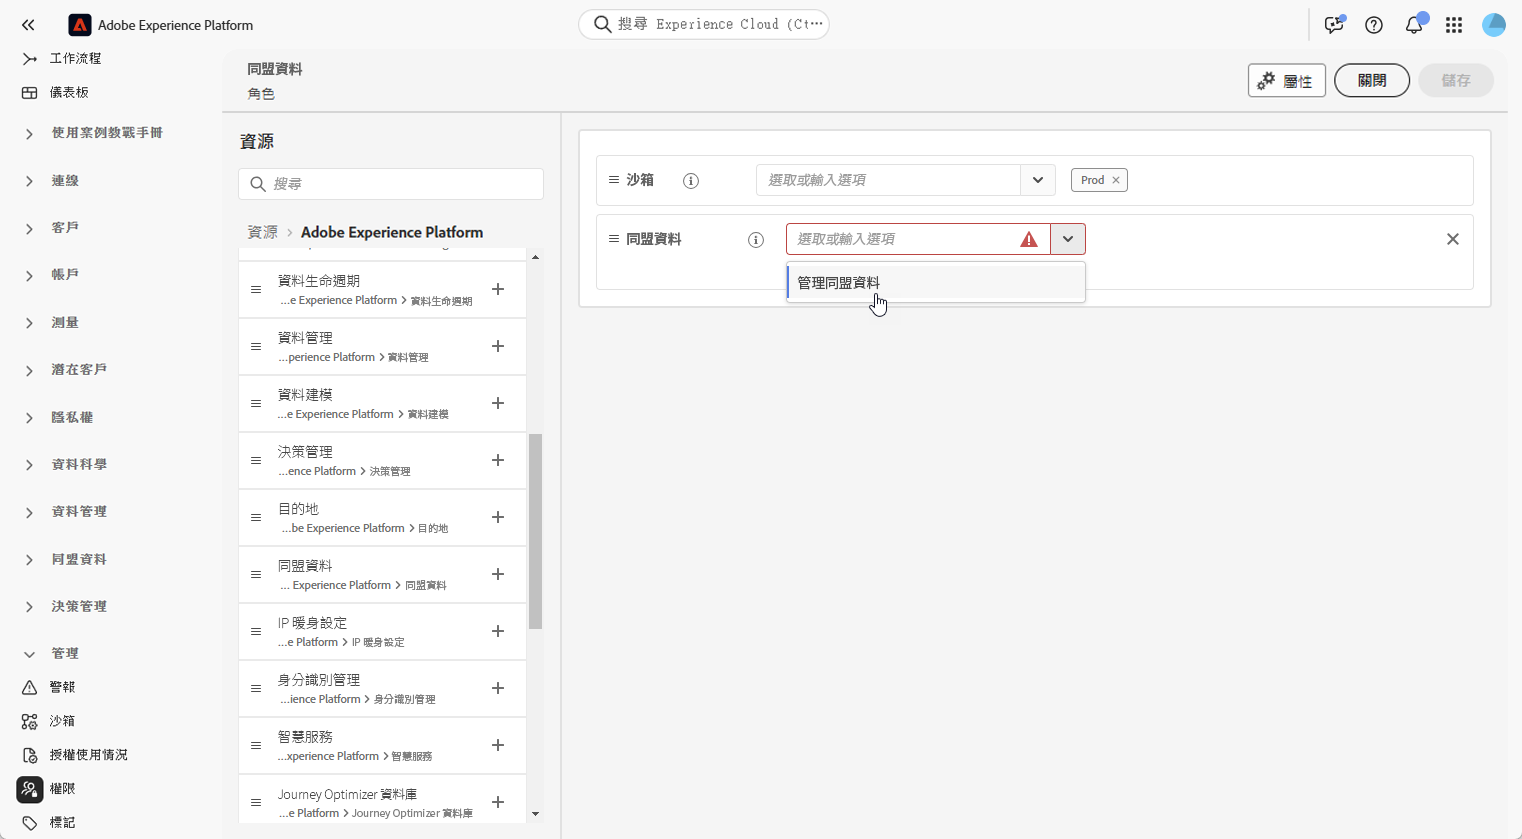 Adobe Experience Platform
搜尋 Experience Cloud (Ct···
工作流程
儀表板
使用案例教戰手冊
連線
客戶
帳戶
測量
潛在客戶
隱私權
資料科學
資料管理
同盟資料
決策管理
管理
警報
沙箱
授權使用情況
權限
標記
同盟資料
角色
屬性
關閉
儲存
資源
搜尋
資源 > Adobe Experience Platform
資料生命週期
...e Experience Platform > 資料生命週期
資料管理
...perience Platform > 資料管理
資料建模
...e Experience Platform > 資料建模
決策管理
...ence Platform > 決策管理
目的地
...be Experience Platform > 目的地
同盟資料
... Experience Platform > 同盟資料
IP 暖身設定
...e Platform > IP 暖身設定
身分識別管理
...ience Platform > 身分識別管理
智慧服務
...xperience Platform > 智慧服務
Journey Optimizer 資料庫
...e Platform > Journey Optimizer 資料庫
沙箱
選取或輸入選項
Prod
同盟資料
選取或輸入選項
管理同盟資料